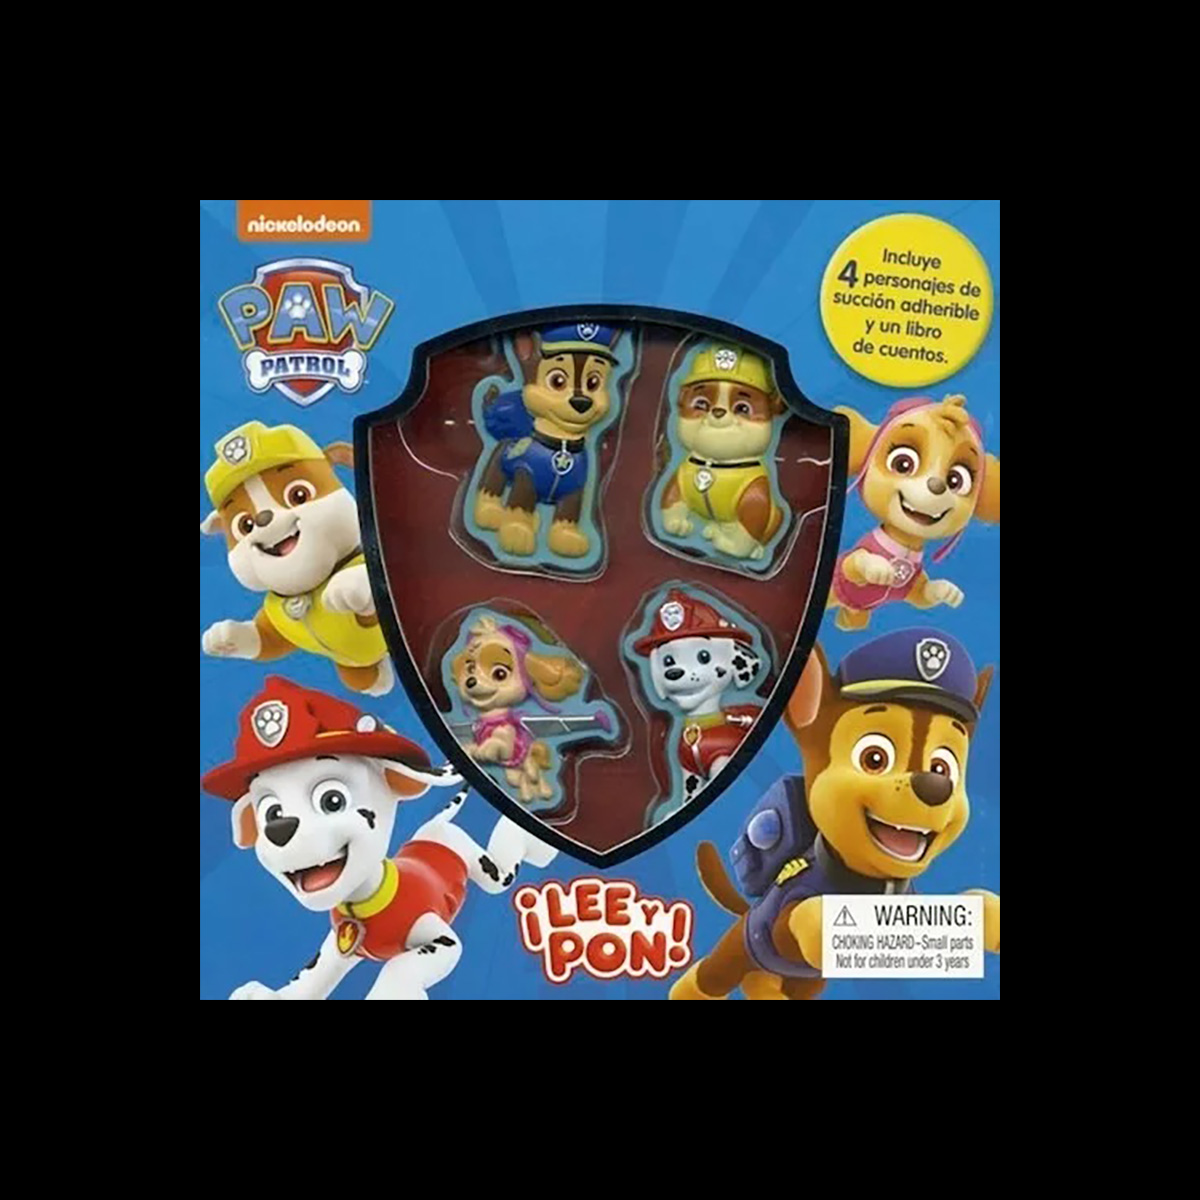 nickelodeon
PAW
PATROL
Incluye
4 personajes de
succión adherible
y un libro
de cuentos.
¡LEE Y
PON!
WARNING:
CHOKING HAZARD–Small parts
Not for children under 3 years